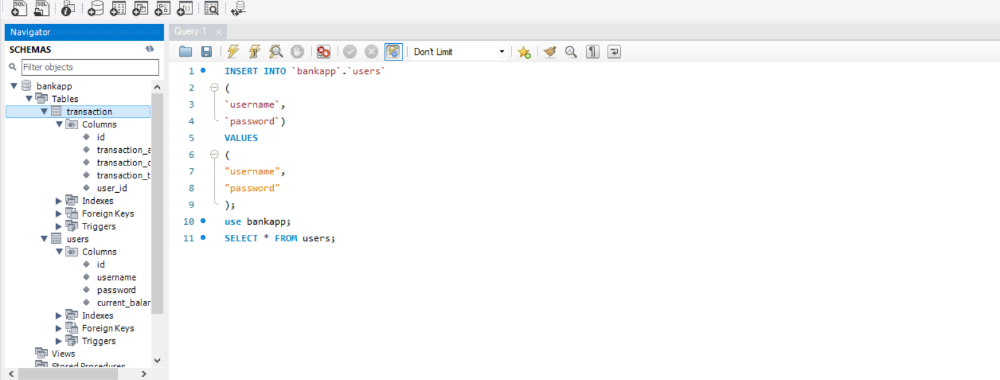 SQL
SQL
Navigator
SCHEMAS
Filter objects
bankapp
Tables
transaction
Columns
id
transaction_a
transaction_c
transaction_t
user_id
Indexes
Foreign Keys
Triggers
users
Columns
id
username
password
current_balar
Indexes
Foreign Keys
Triggers
Views
Stored Procedures
Query 1
Don't Limit
1 INSERT INTO `bankapp`.`users`
2 (
3 `username`,
4 `password`)
5 VALUES
6 (
7 "username",
8 "password"
9 );
10 use bankapp;
11 SELECT * FROM users;